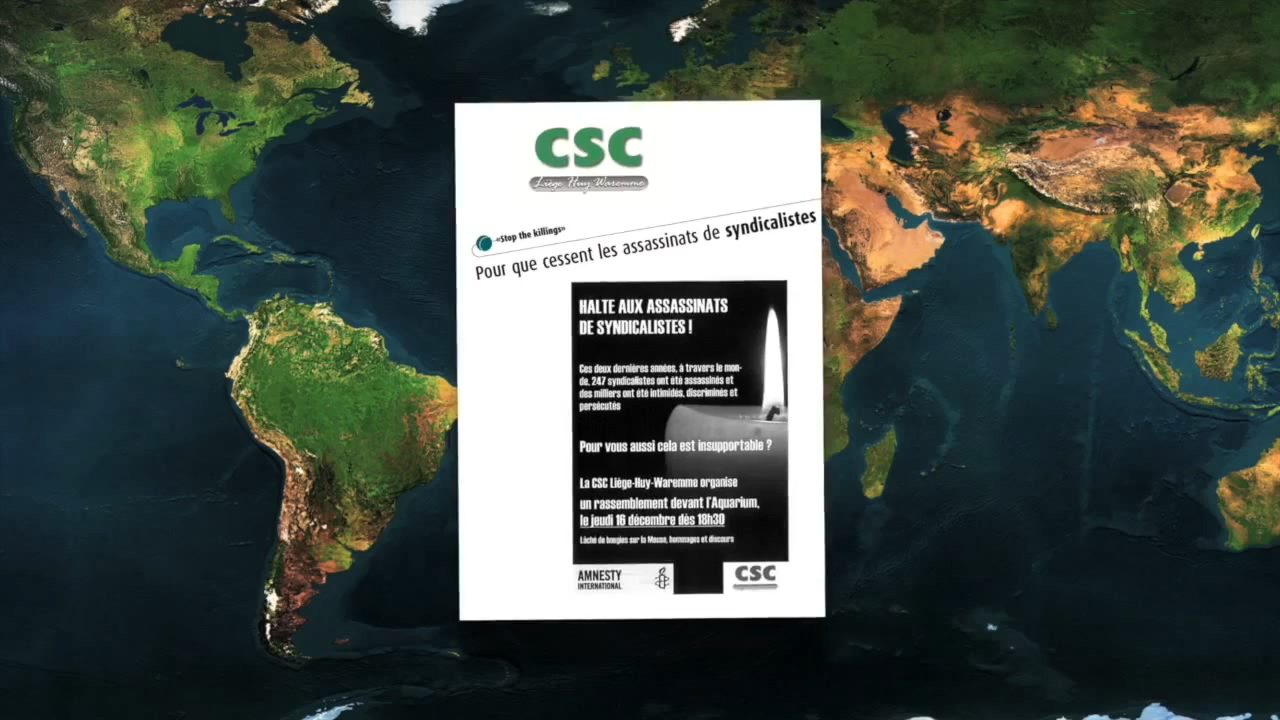 CSC
Liège Huy Waremme
«Stop the killings»
Pour que cessent les assassinats de syndicalistes
HALTE AUX ASSASSINATS
DE SYNDICALISTES !
Ces deux dernières années, à travers le mon-
de, 247 syndicalistes ont été assassinés et
des milliers ont été intimidés, discriminés et
persécutés
Pour vous aussi cela est insupportable ?
La CSC Liège-Huy-Waremme organise
un rassemblement devant l'Aquarium,
le jeudi 16 décembre dès 18h30
Lâché de bougies sur la Meuse, hommages et discours
AMNESTY
INTERNATIONAL
CSC